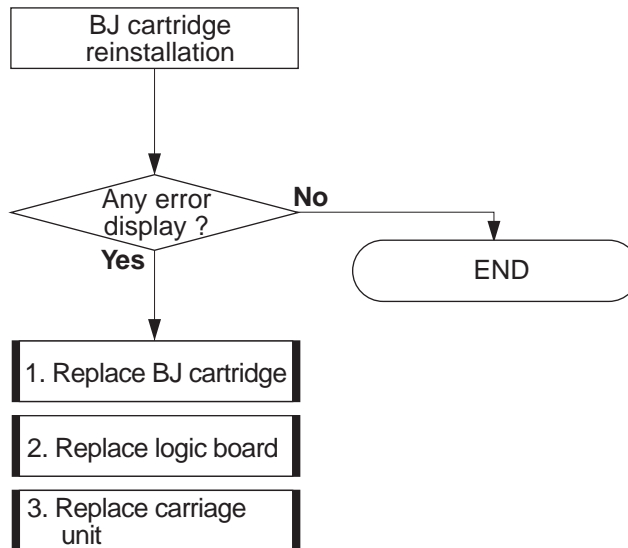 BJ cartridge
reinstallation
Any error
display ?
No
Yes
END
1. Replace BJ cartridge
2. Replace logic board
3. Replace carriage
unit